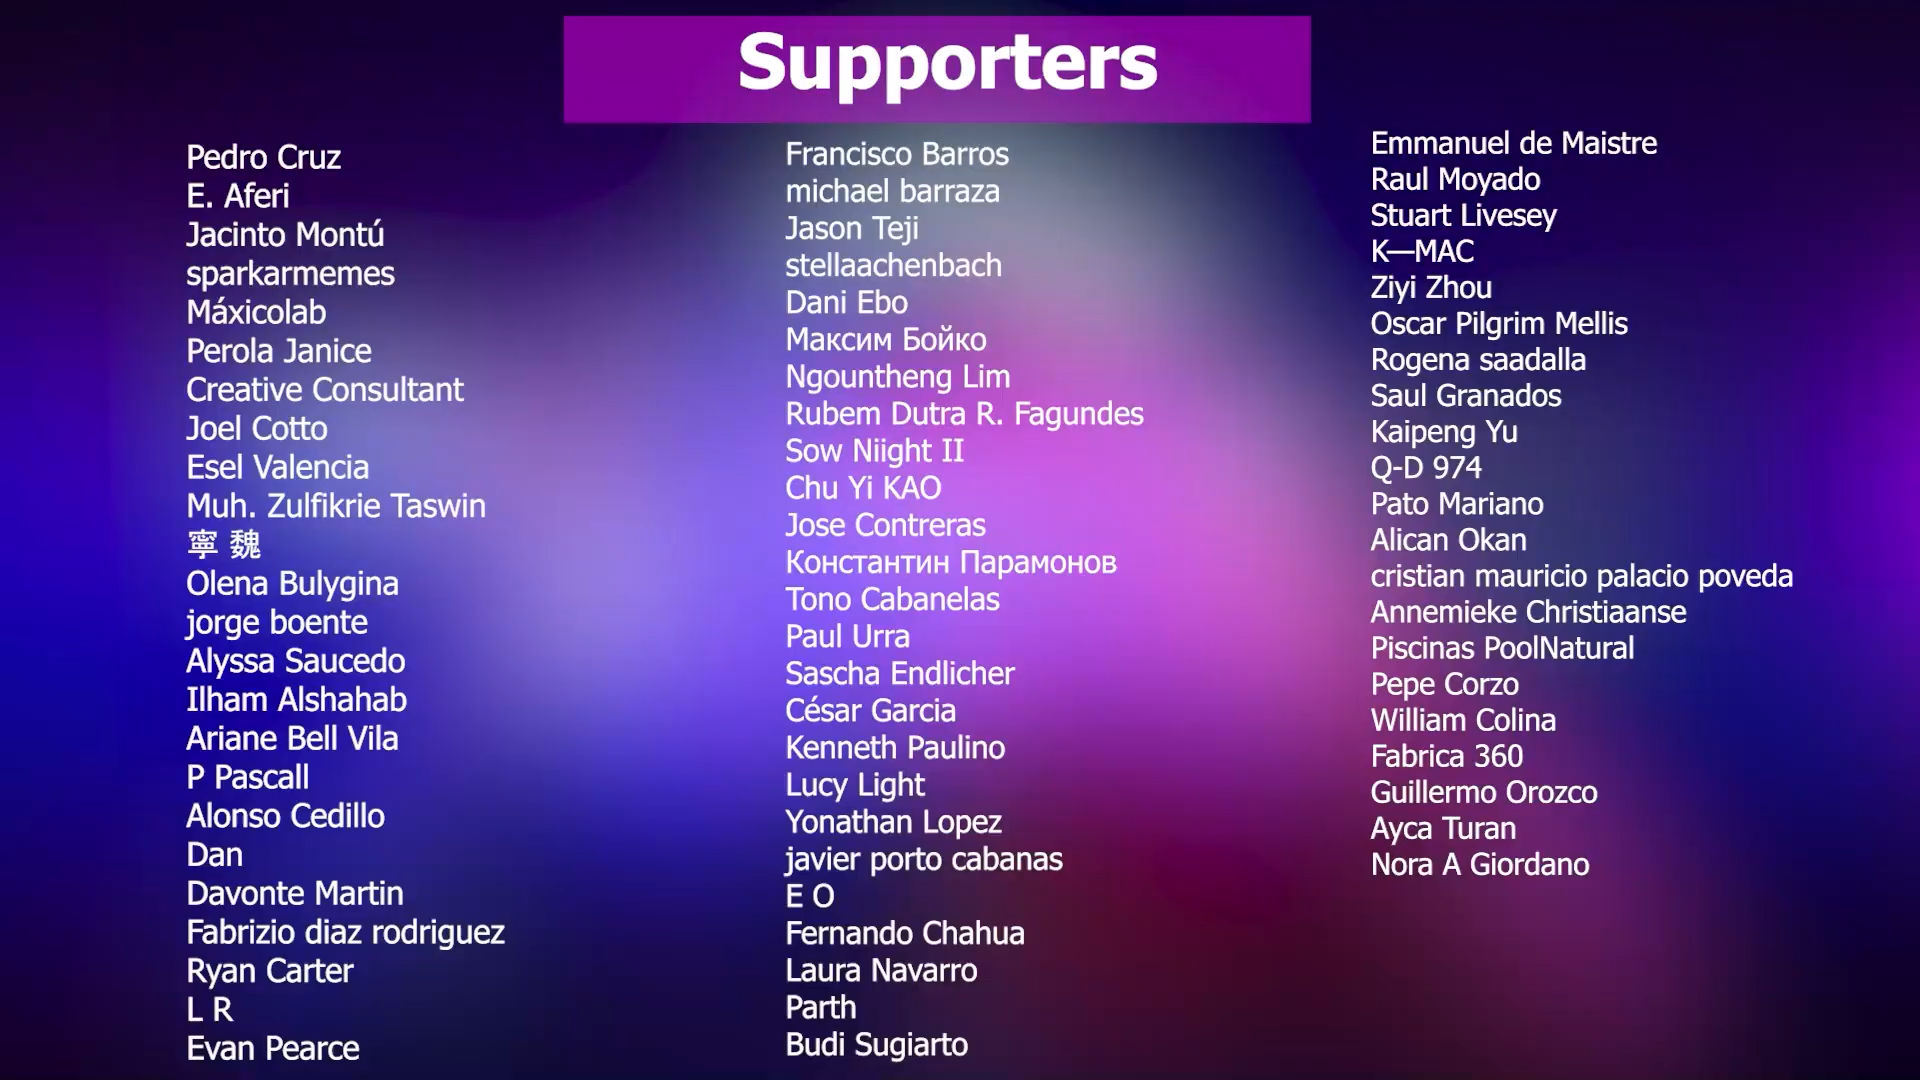 Supporters
Pedro Cruz
E. Aferi
Jacinto Montú
sparkarmemes
Máxicolab
Perola Janice
Creative Consultant
Joel Cotto
Esel Valencia
Muh. Zulfikrie Taswin
寧 魏
Olena Bulygina
jorge boente
Alyssa Saucedo
Ilham Alshahab
Ariane Bell Vila
P Pascall
Alonso Cedillo
Dan
Davonte Martin
Fabrizio diaz rodriguez
Ryan Carter
L R
Evan Pearce
Francisco Barros
michael barraza
Jason Teji
stellaachenbach
Dani Ebo
Максим Бойко
Ngountheng Lim
Rubem Dutra R. Fagundes
Sow Niight II
Chu Yi KAO
Jose Contreras
Константин Парамонов
Tono Cabanelas
Paul Urra
Sascha Endlicher
César Garcia
Kenneth Paulino
Lucy Light
Yonathan Lopez
javier porto cabanas
E O
Fernando Chahua
Laura Navarro
Parth
Budi Sugiarto
Emmanuel de Maistre
Raul Moyado
Stuart Livesey
K—MAC
Ziyi Zhou
Oscar Pilgrim Mellis
Rogena saadalla
Saul Granados
Kaipeng Yu
Q-D 974
Pato Mariano
Alican Okan
cristian mauricio palacio poveda
Annemieke Christiaanse
Piscinas PoolNatural
Pepe Corzo
William Colina
Fabrica 360
Guillermo Orozco
Ayca Turan
Nora A Giordano